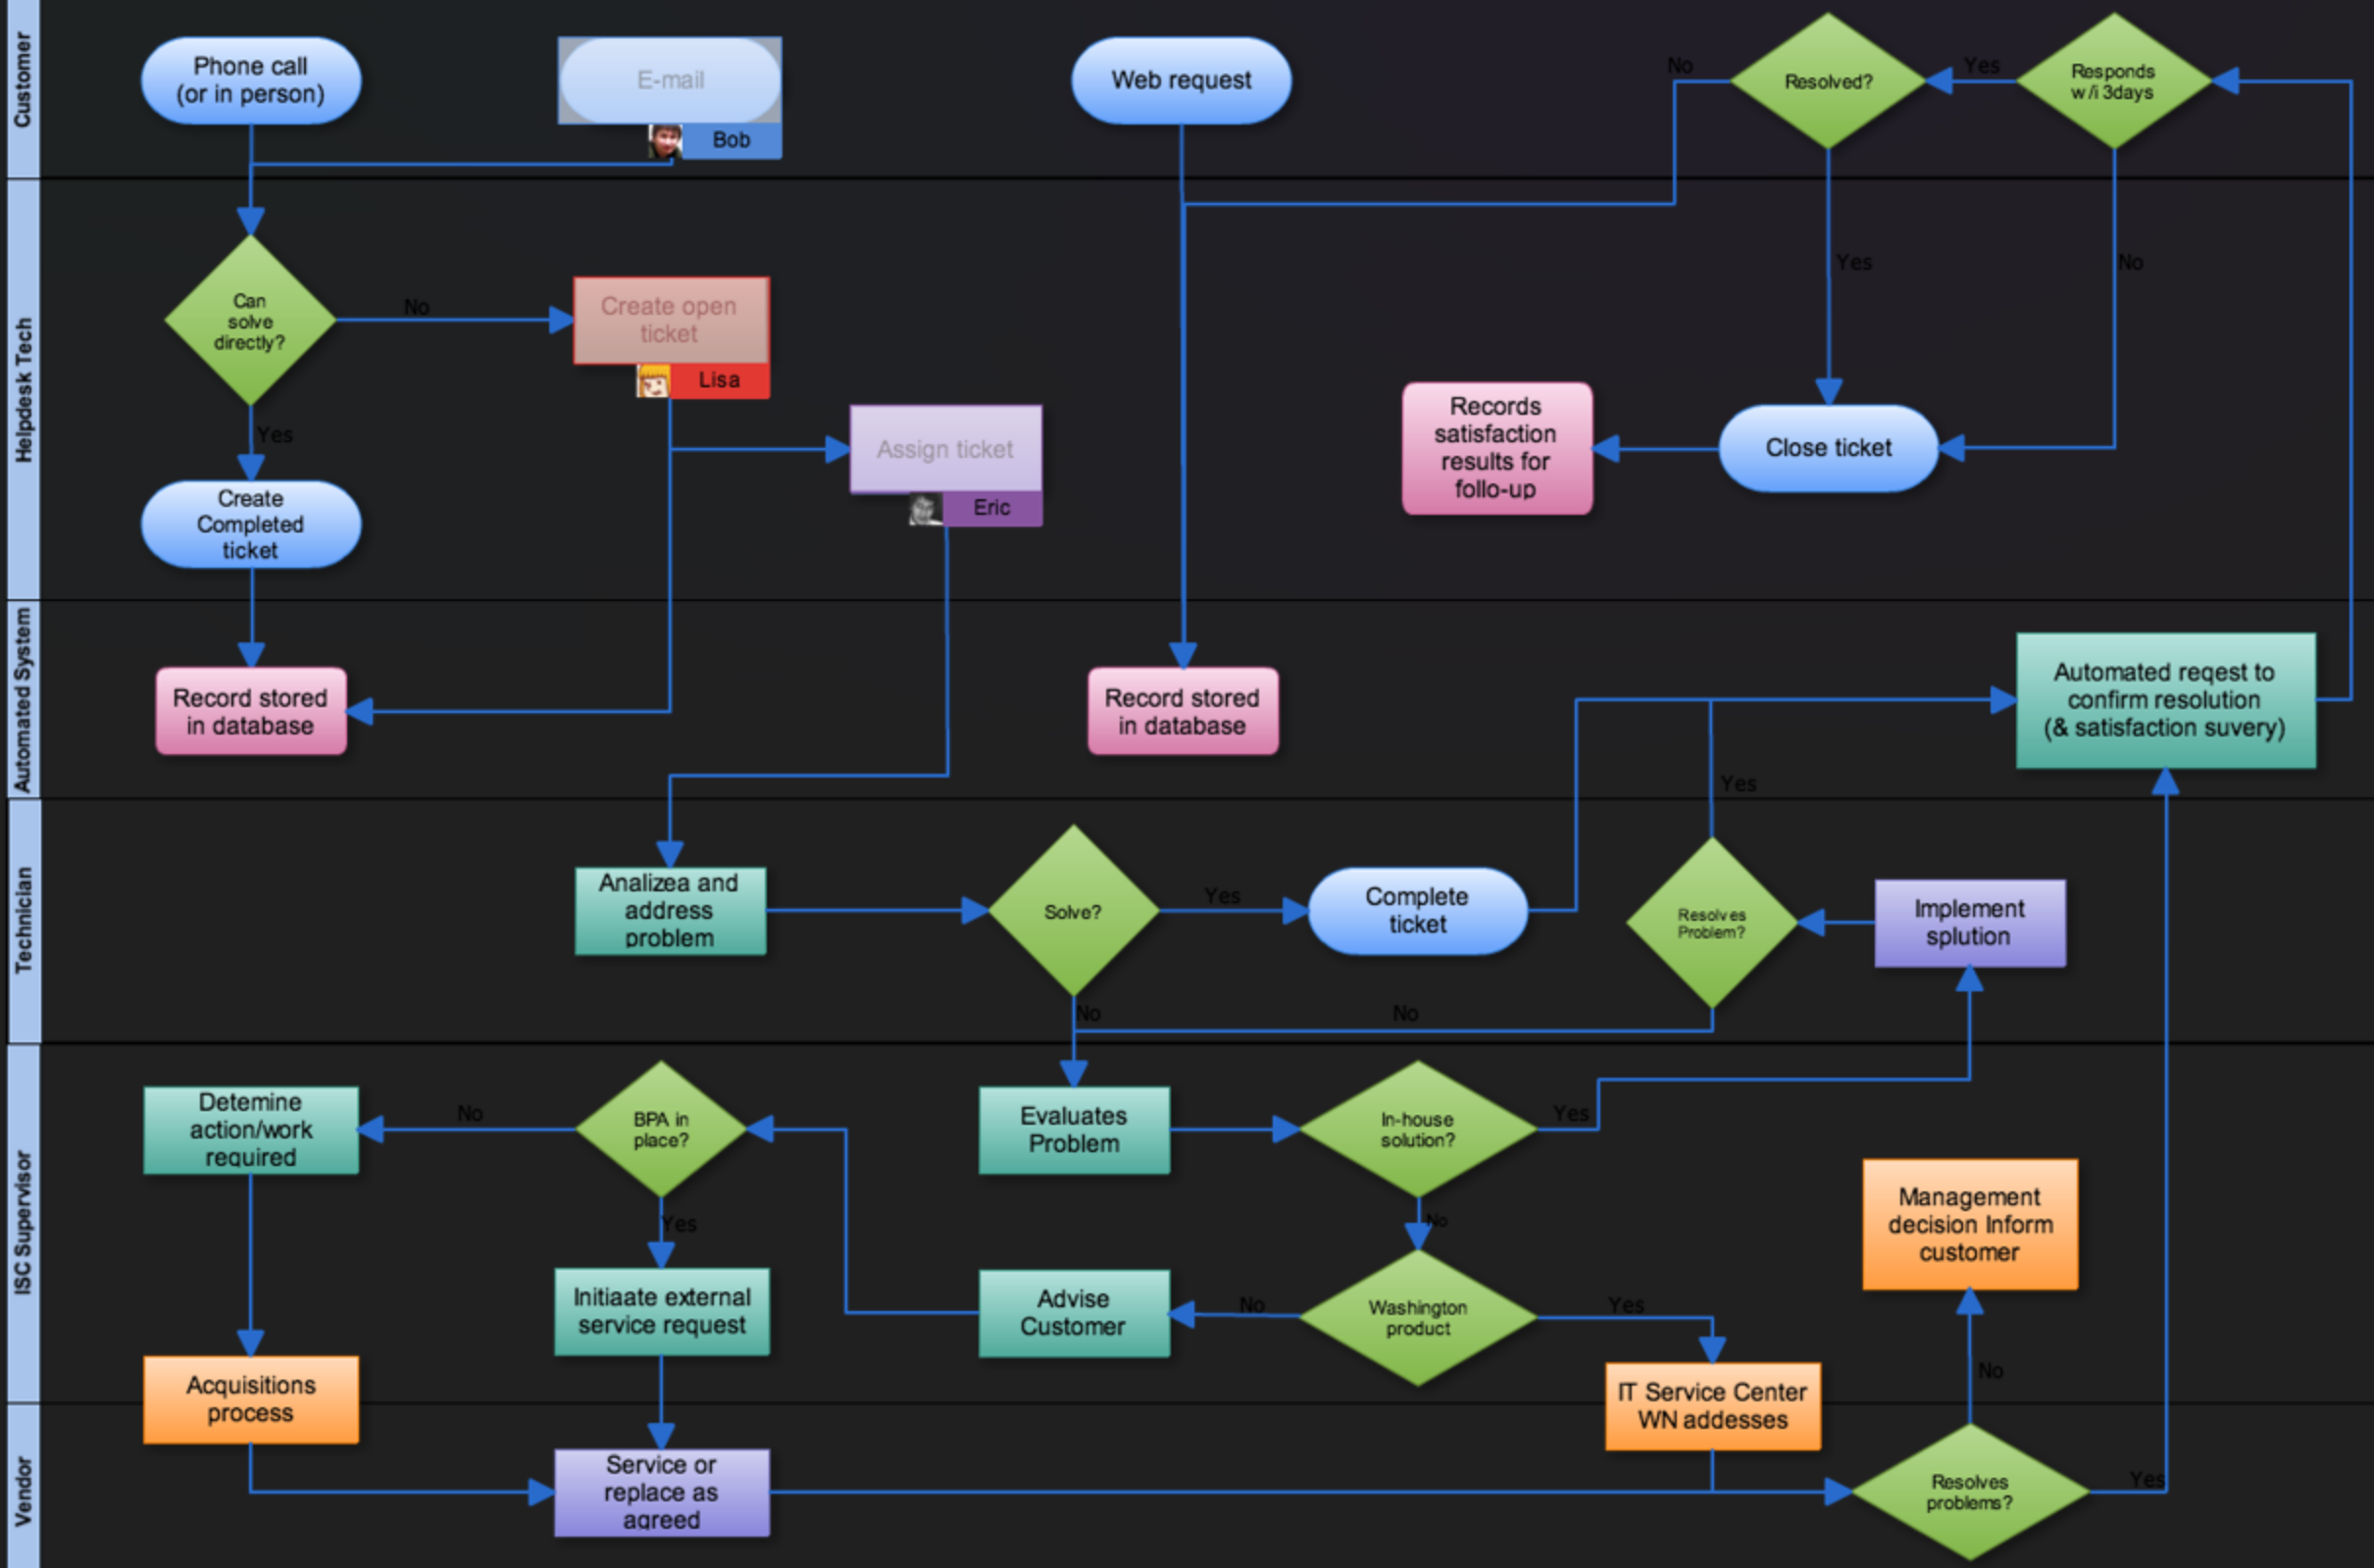 Customer
Phone call
(or in person)
E-mail
Bob
Web request
No
Resolved?
Yes
Responds
w/i 3days
Helpdesk Tech
Can
solve
directly?
No
Create open
ticket
Lisa
Yes
No
Yes
Assign ticket
Eric
Records
satisfaction
results for
follo-up
Close ticket
Create
Completed
ticket
Automated System
Record stored
in database
Record stored
in database
Automated reqest to
confirm resolution
(& satisfaction suvery)
Yes
Technician
Analizea and
address
problem
Solve?
Yes
Complete
ticket
Resolves
Problem?
Implement
splution
No
No
ISC Supervisor
Detemine
action/work
required
No
BPA in
place?
Evaluates
Problem
In-house
solution?
Yes
Yes
No
Management
decision Inform
customer
Initiaate external
service request
Advise
Customer
No
Washington
product
Yes
Acquisitions
process
IT Service Center
WN addesses
No
Vendor
Service or
replace as
agreed
Resolves
problems?
Yes